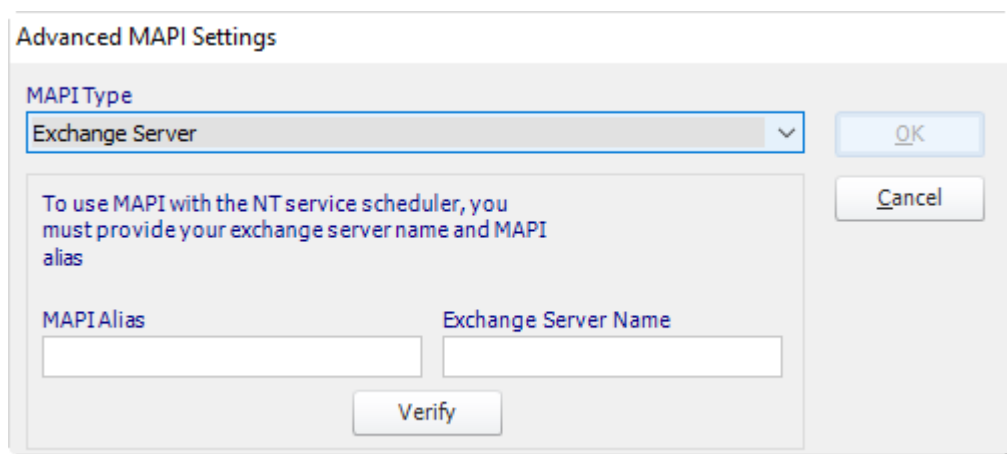 Advanced MAPI Settings
MAPI Type
Exchange Server
OK
To use MAPI with the NT service scheduler, you
must provide your exchange server name and MAPI
alias
Cancel
MAPI Alias
Exchange Server Name
Verify